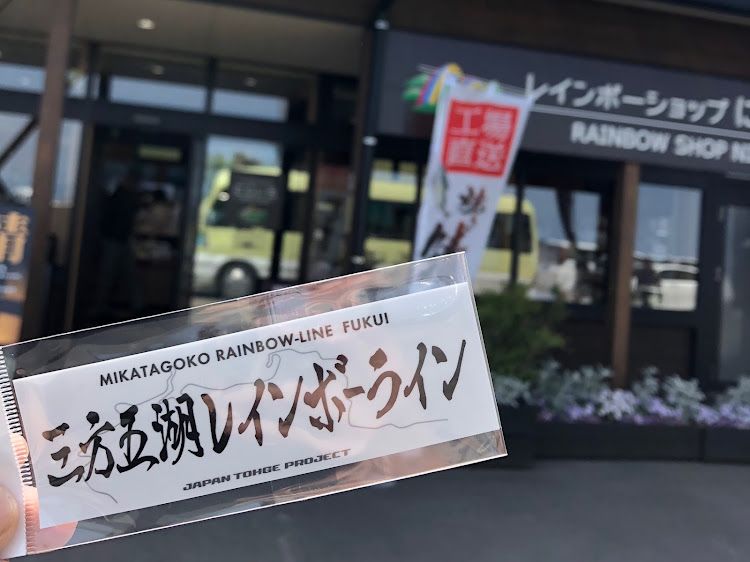 レインボーショップ
RAINBOW SHOP
工場
直送
MIKATAGOKO RAINBOW-LINE FUKUI
三方五湖レインボーライン
JAPAN TOHGE PROJECT